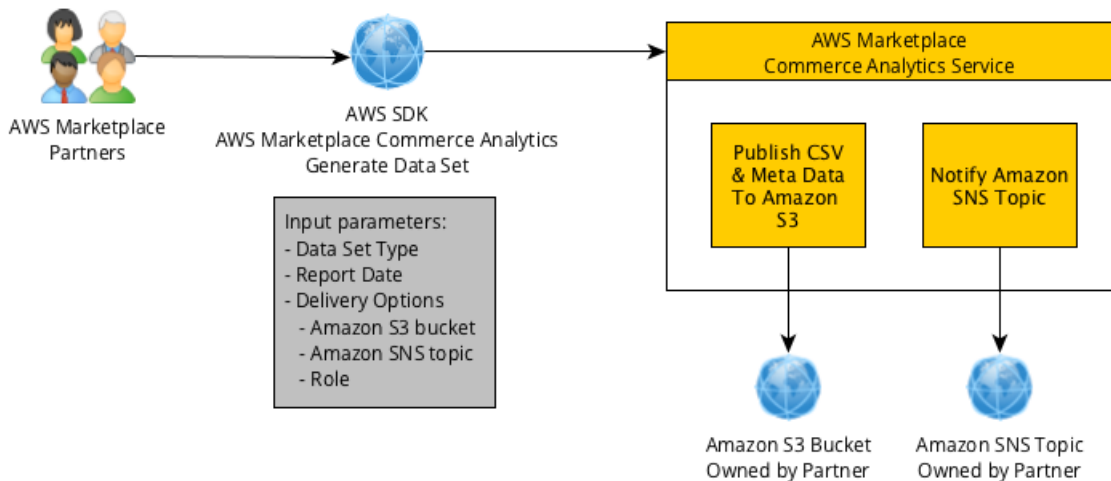 AWS Marketplace
Partners
AWS SDK
AWS Marketplace Commerce Analytics
Generate Data Set
Input parameters:
- Data Set Type
- Report Date
- Delivery Options
- Amazon S3 bucket
- Amazon SNS topic
- Role
AWS Marketplace
Commerce Analytics Service
Publish CSV
& Meta Data
To Amazon
S3
Notify Amazon
SNS Topic
Amazon S3 Bucket
Owned by Partner
Amazon SNS Topic
Owned by Partner